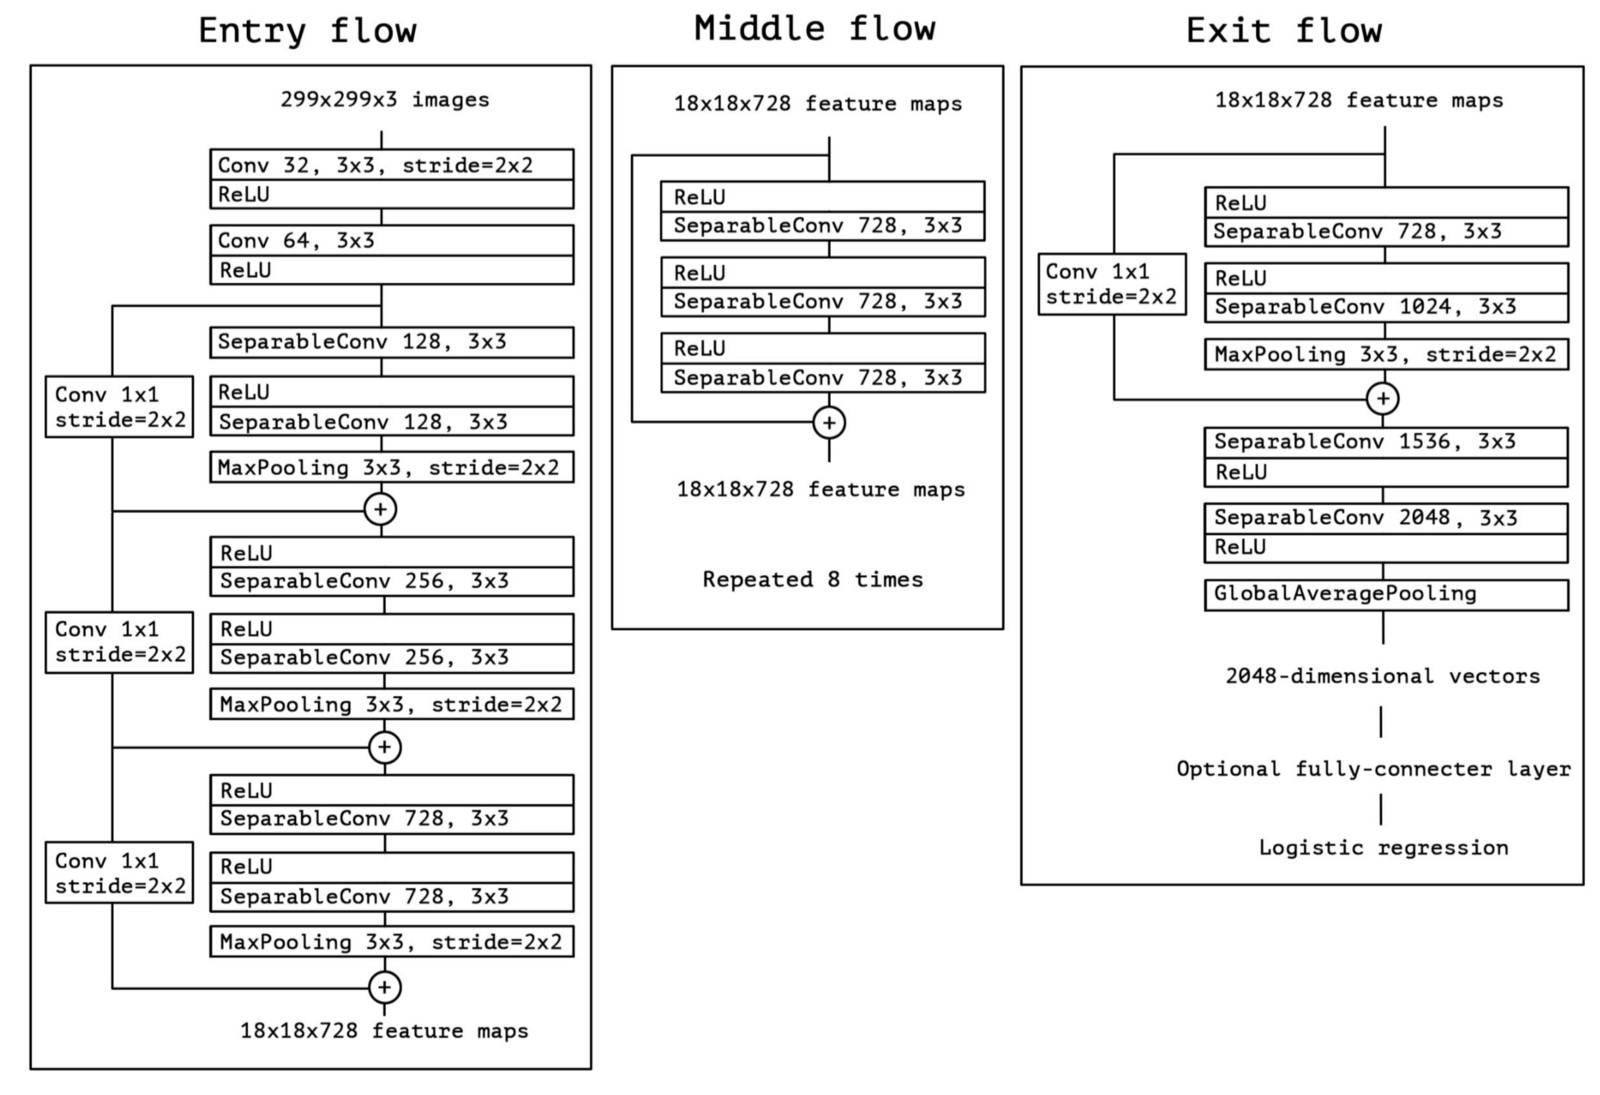 Entry flow
299x299x3 images
Conv 32, 3x3, stride=2x2
ReLU
Conv 64, 3x3
ReLU
SeparableConv 128, 3x3
Conv 1x1
stride=2x2
ReLU
SeparableConv 128, 3x3
MaxPooling 3x3, stride=2x2
+
ReLU
SeparableConv 256, 3x3
Conv 1x1
stride=2x2
ReLU
SeparableConv 256, 3x3
MaxPooling 3x3, stride=2x2
+
ReLU
SeparableConv 728, 3x3
Conv 1x1
stride=2x2
ReLU
SeparableConv 728, 3x3
MaxPooling 3x3, stride=2x2
+
18x18x728 feature maps
Middle flow
18x18x728 feature maps
ReLU
SeparableConv 728, 3x3
ReLU
SeparableConv 728, 3x3
ReLU
SeparableConv 728, 3x3
+
18x18x728 feature maps
Repeated 8 times
Exit flow
18x18x728 feature maps
ReLU
SeparableConv 728, 3x3
Conv 1x1
stride=2x2
ReLU
SeparableConv 1024, 3x3
MaxPooling 3x3, stride=2x2
+
SeparableConv 1536, 3x3
ReLU
SeparableConv 2048, 3x3
ReLU
GlobalAveragePooling
2048-dimensional vectors
Optional fully-connecter layer
Logistic regression